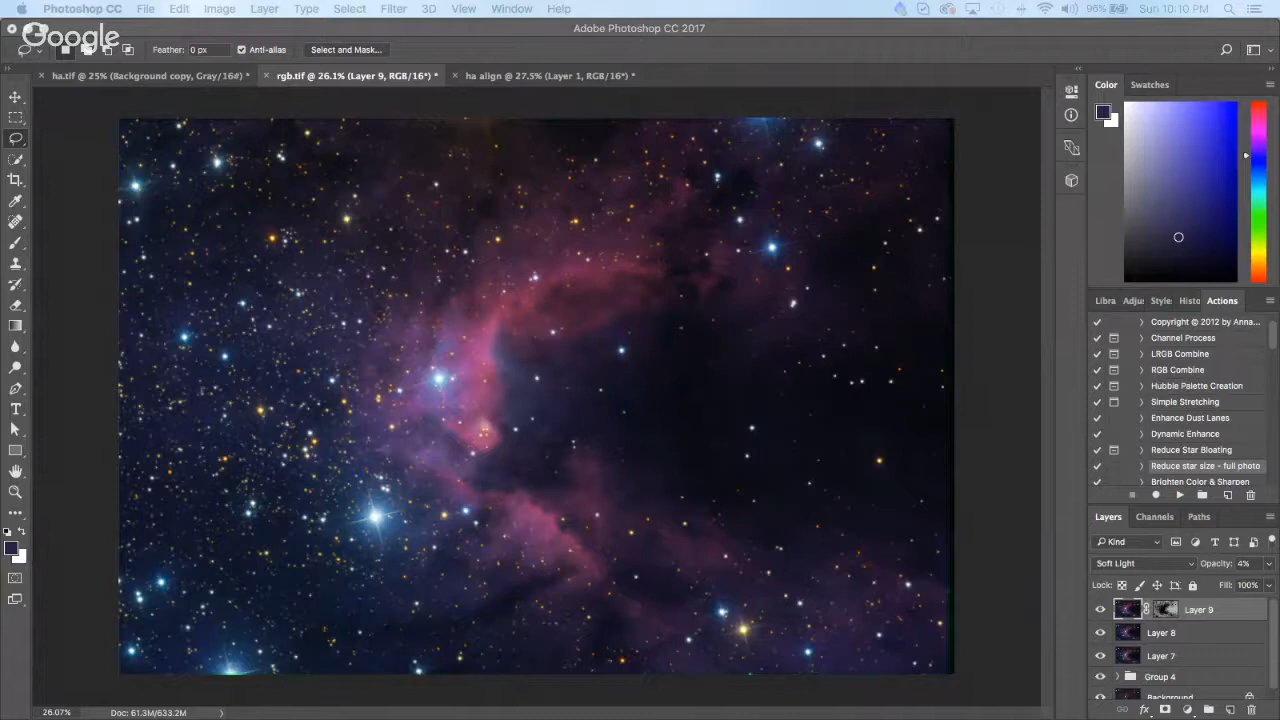 Photoshop CC File Edit Image Layer Type Select Filter 3D View Window Help 96% Sun 10:10 PM
Google
Adobe Photoshop CC 2017
Feather: 0 px Anti-alias Select and Mask...
ha.tif @ 25% (Background copy, Gray/16#) * rgb.tif @ 26.1% (Layer 9, RGB/16*) * ha align @ 27.5% (Layer 1, RGB/16*) *
Color Swatches
Libra Adju Style Histo Actions
Copyright © 2012 by Anna...
Channel Process
LRGB Combine
RGB Combine
Hubble Palette Creation
Simple Stretching
Enhance Dust Lanes
Dynamic Enhance
Reduce Star Bloating
Reduce star size - full photo
Brighten Color & Sharpen
Layers Channels Paths
Kind
Soft Light Opacity: 4%
Lock: Fill: 100%
Layer 9
Layer 8
Layer 7
Group 4
Background
26.07% Doc: 61.3M/633.2M